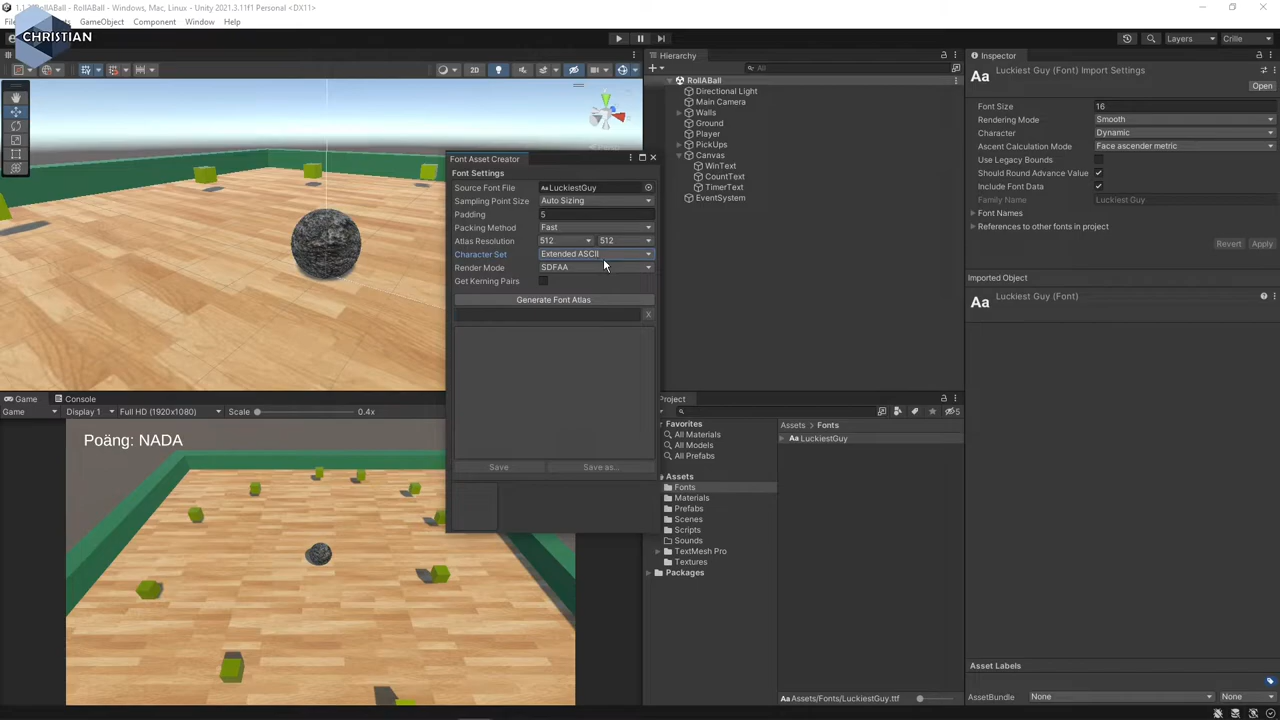 1.1.2 - RollABall - Windows, Mac, Linux - Unity 2021.3.11f1 Personal <DX11>
GameObject Component Window Help
CHRISTIAN
Layers
Crille
2D
Hierarchy
All
RollABall
Directional Light
Main Camera
Walls
Ground
Player
PickUps
Canvas
WinText
CountText
TimerText
EventSystem
Font Asset Creator
Font Settings
Source Font File LuckiestGuy
Sampling Point Size Auto Sizing
Padding 5
Packing Method Fast
Atlas Resolution 512 512
Character Set Extended ASCII
Render Mode SDFAA
Get Kerning Pairs
Generate Font Atlas
X
Save Save as...
Inspector
Luckiest Guy (Font) Import Settings
Open
Font Size 16
Rendering Mode Smooth
Character Dynamic
Ascent Calculation Mode Face ascender metric
Use Legacy Bounds
Should Round Advance Value
Include Font Data
Family Name Luckiest Guy
Font Names
References to other fonts in project
Revert Apply
Imported Object
Luckiest Guy (Font)
Game Console
Game Display 1 Full HD (1920x1080) Scale 0.4x
Poäng: NADA
Project
5
Favorites
All Materials
All Models
All Prefabs
Assets
Fonts
Materials
Prefabs
Scenes
Scripts
Sounds
TextMesh Pro
Textures
Packages
Assets Fonts
LuckiestGuy
Assets/Fonts/LuckiestGuy.ttf
Asset Labels
AssetBundle None None